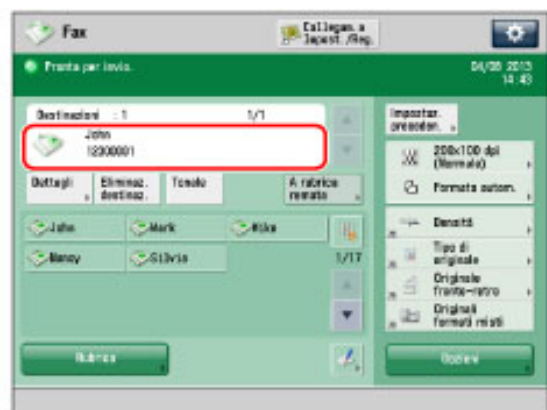 Fax
Collegam. a
Impost./Reg.
Pronta per invio.
04/08 2013
14:43
Destinazioni : 1
1/1
John
12300001
Dettagli
Eliminaz.
destinaz.
Tonale
A rubrica
remota
John
Mark
Mike
Nancy
Silvia
1/17
Rubrica
Impostaz.
preceden.
200x100 dpi
(Normale)
Formato autom.
Densità
Tipo di
originale
Originale
fronte-retro
Originali
formati misti
Opzioni